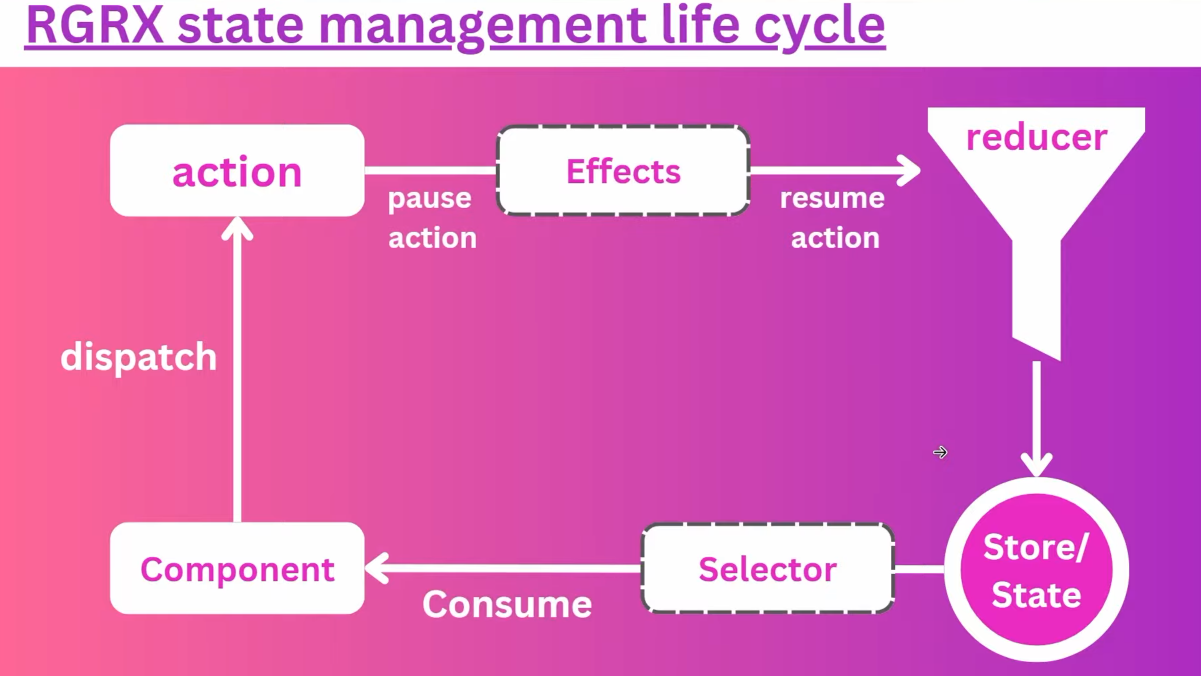 RGRX state management life cycle
action
Effects
reducer
pause
action
resume
action
dispatch
Component
Consume
Selector
Store/
State